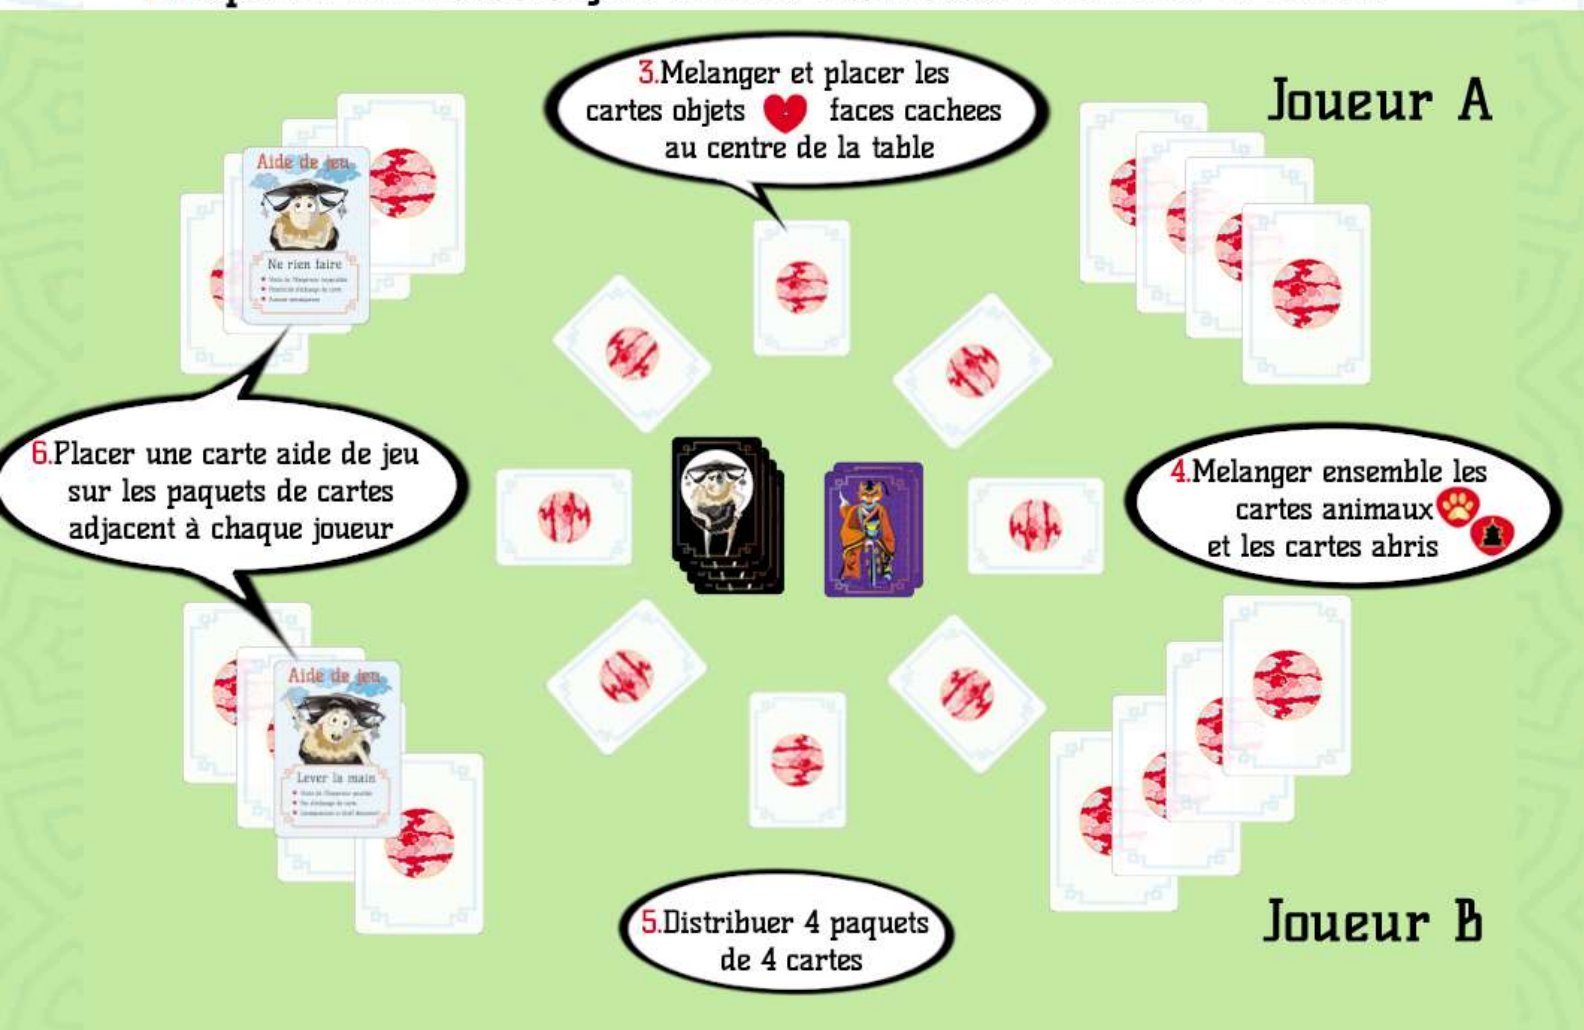 3.Melanger et placer les
cartes objets faces cachees
au centre de la table
Joueur A
Aide de jeu
Ne rien faire
6.Placer une carte aide de jeu
sur les paquets de cartes
adjacent à chaque joueur
4.Melanger ensemble les
cartes animaux
et les cartes abris
Aide de jeu
Lever la main
5.Distribuer 4 paquets
de 4 cartes
Joueur B